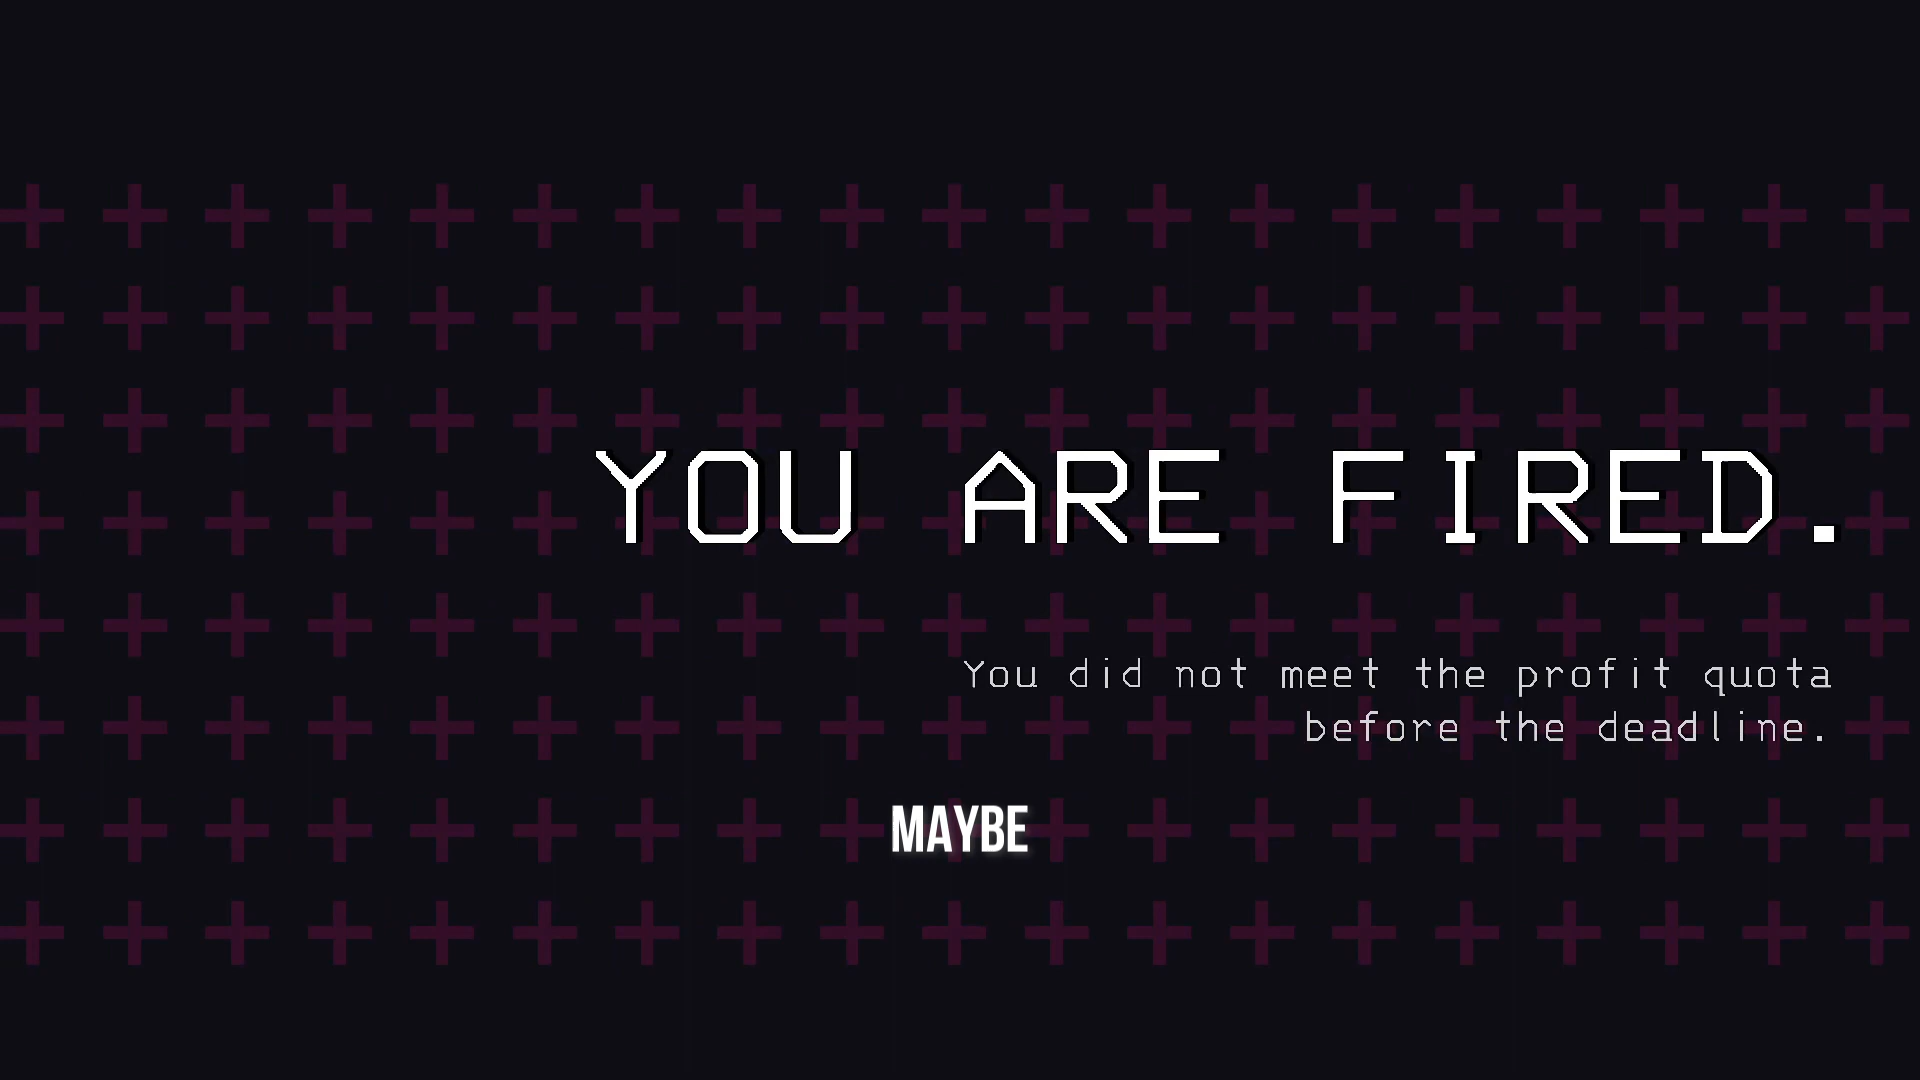 YOU ARE FIRED.
You did not meet the profit quota
before the deadline.
MAYBE